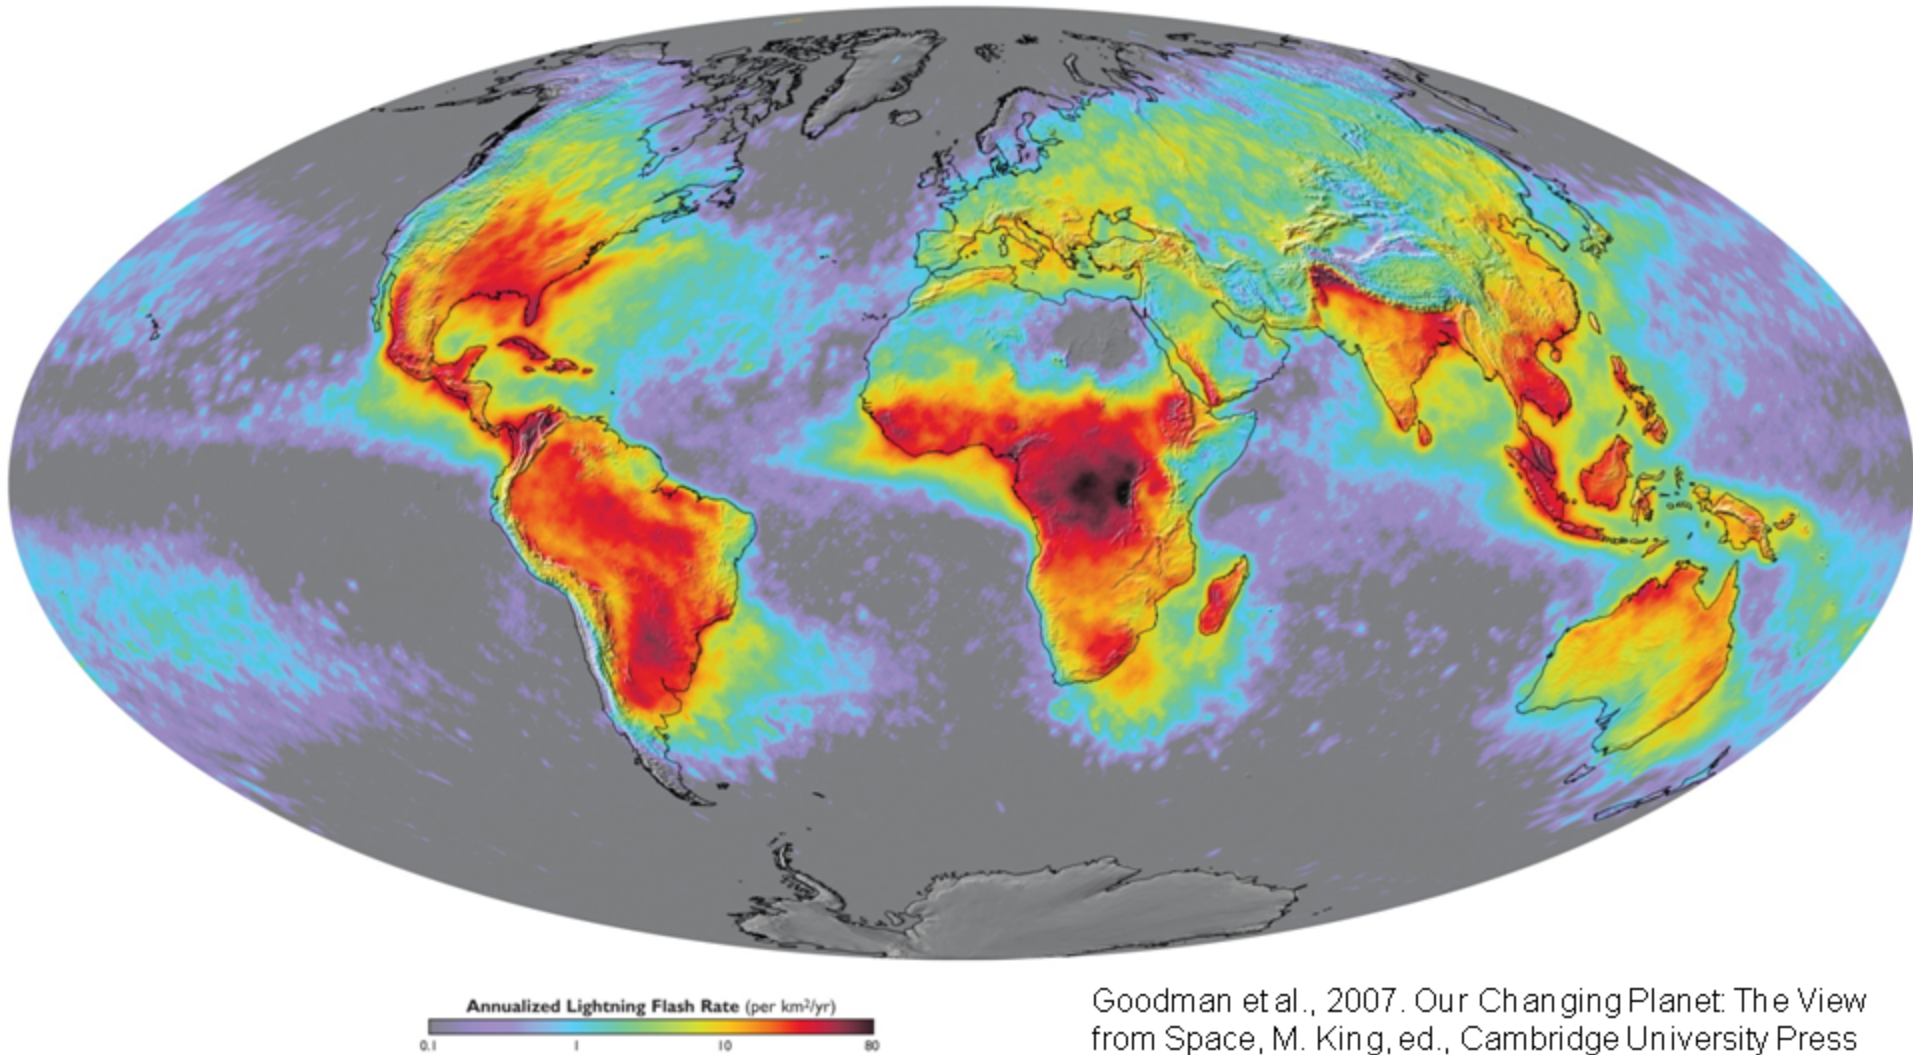 Annualized Lightning Flash Rate (per km²/yr)
0.1 1 10 80
Goodman et al., 2007. Our Changing Planet: The View
from Space, M. King, ed., Cambridge University Press